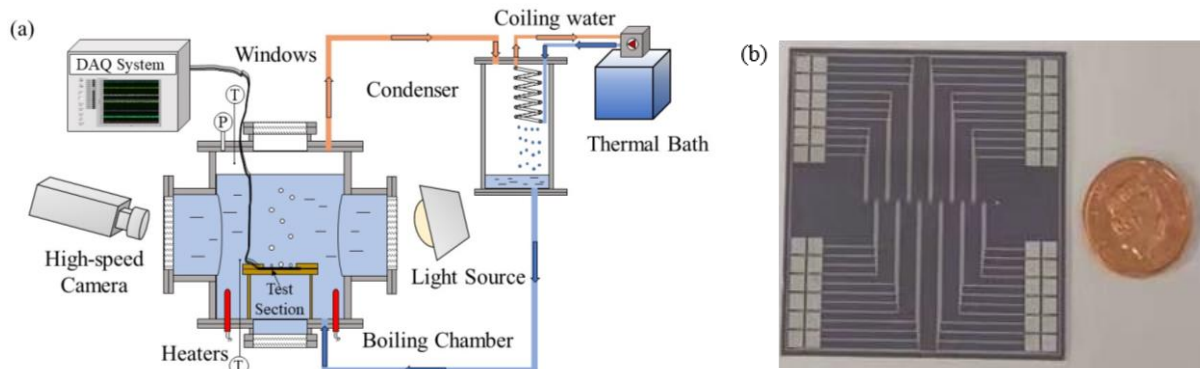 (a)
Coiling water
Windows
DAQ System
T
Condenser
P
Thermal Bath
High-speed
Camera
Light Source
Test
Section
Boiling Chamber
Heaters
T
(b)